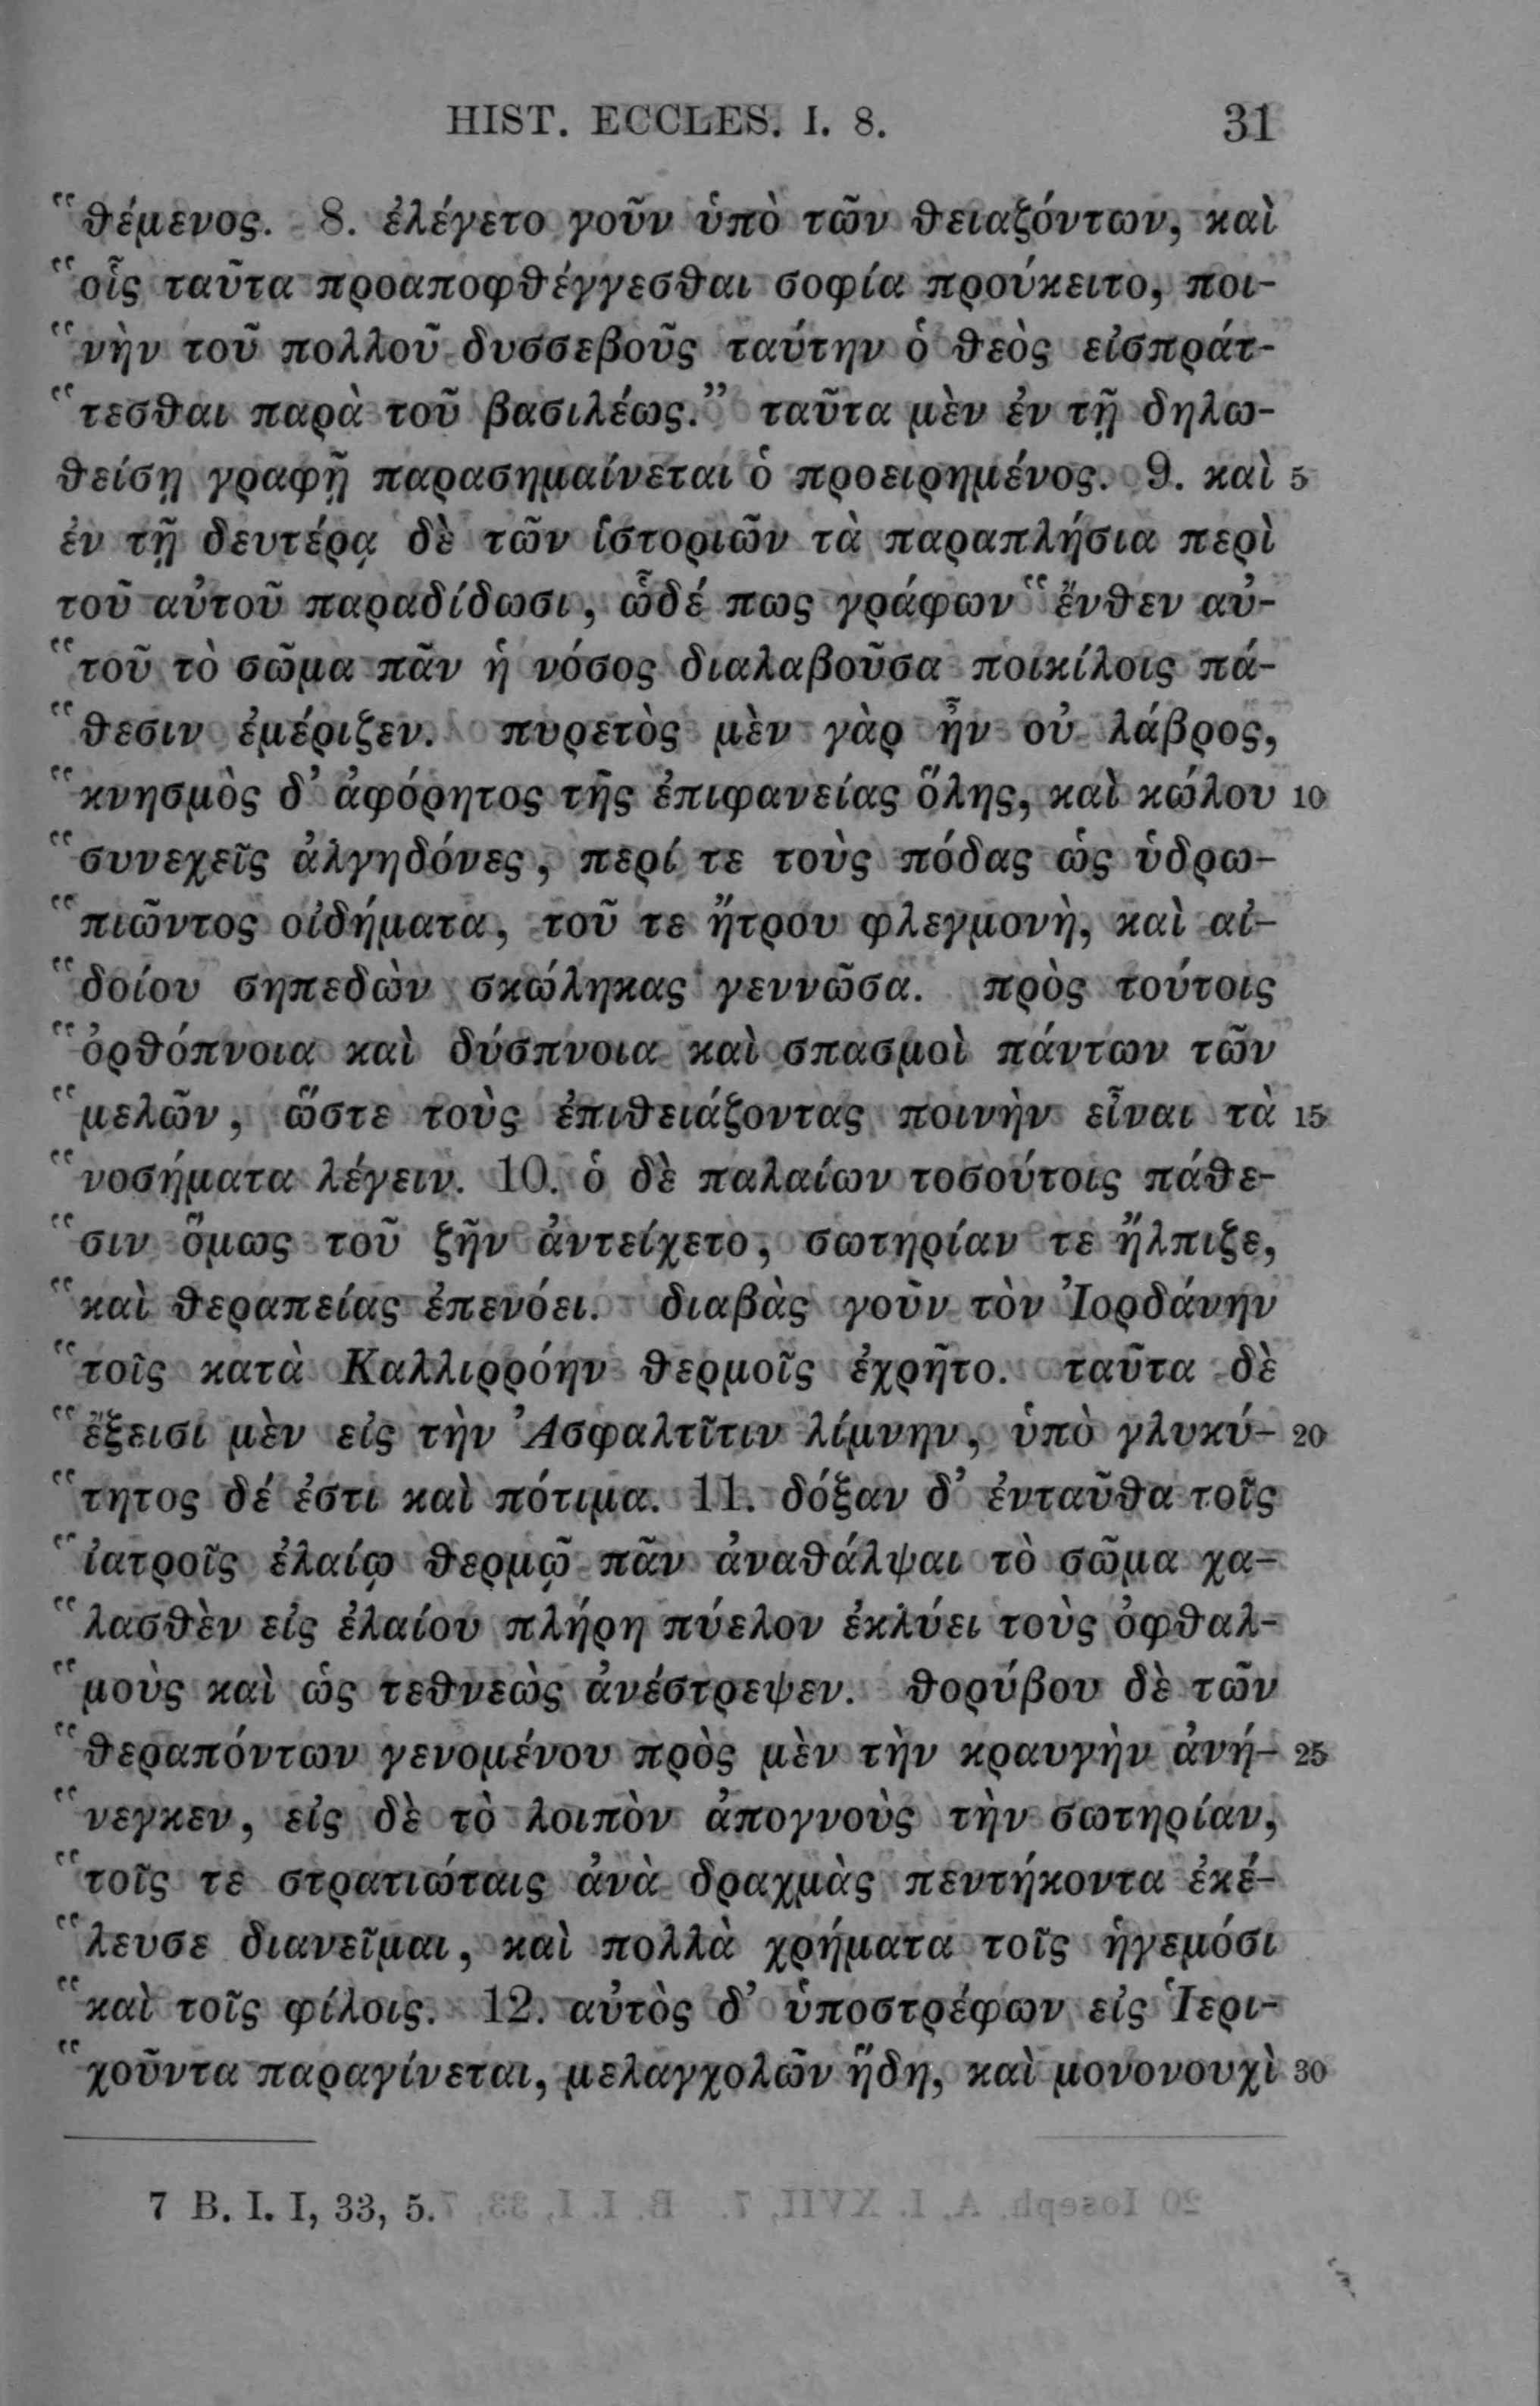 HIST. ECCLES. I. 8. 31
“θέμενος. 8. ἐλέγετο γοῦν ὑπὸ τῶν θειαζόντων, καὶ
“οἷς ταῦτα προαποφθέγγεσθαι σοφία προύκειτο, ποι-
“νὴν τοῦ πολλοῦ δυσσεβοῦς ταύτην ὁ θεὸς εἰσπράτ-
“τεσθαι παρὰ τοῦ βασιλέως.” ταῦτα μὲν ἐν τῇ δηλω-
θείσῃ γραφῇ παρασημαίνεται ὁ προειρημένος. 9. καὶ 5
ἐν τῇ δευτέρᾳ δὲ τῶν ἱστοριῶν τὰ παραπλήσια περὶ
τοῦ αὐτοῦ παραδίδωσι, ὧδέ πως γράφων “ἔνθεν αὐ-
“τοῦ τὸ σῶμα πᾶν ἡ νόσος διαλαβοῦσα ποικίλοις πά-
“θεσιν ἐμέριζεν. πυρετὸς μὲν γὰρ ἦν οὐ λάβρος,
“κνησμὸς δ’ ἀφόρητος τῆς ἐπιφανείας ὅλης, καὶ κώλου 10
“συνεχεῖς ἀλγηδόνες, περί τε τοὺς πόδας ὡς ὑδρω-
“πιῶντος οἰδήματα, τοῦ τε ἤτρου φλεγμονὴ, καὶ αἰ-
“δοίου σηπεδὼν σκώληκας γεννῶσα. πρὸς τούτοις
“ὀρθόπνοια καὶ δύσπνοια καὶ σπασμοὶ πάντων τῶν
“μελῶν, ὥστε τοὺς ἐπιθειάζοντας ποινὴν εἶναι τὰ 15
“νοσήματα λέγειν. 10. ὁ δὲ παλαίων τοσούτοις πάθε-
“σιν ὅμως τοῦ ζῆν ἀντείχετο, σωτηρίαν τε ἤλπιζε,
“καὶ θεραπείας ἐπενόει. διαβὰς γοῦν τὸν Ἰορδάνην
“τοῖς κατὰ Καλλιρρόην θερμοῖς ἐχρῆτο. ταῦτα δὲ
“ἔξεισι μὲν εἰς τὴν Ἀσφαλτῖτιν λίμνην, ὑπὸ γλυκύ- 20
“τητος δέ ἐστι καὶ πότιμα. 11. δόξαν δ’ ἐνταῦθα τοῖς
“ἰατροῖς ἐλαίῳ θερμῷ πᾶν ἀναθάλψαι τὸ σῶμα χα-
“λασθὲν εἰς ἐλαίου πλήρη πύελον ἐκλύει τοὺς ὀφθαλ-
“μοὺς καὶ ὡς τεθνεὼς ἀνέστρεψεν. θορύβου δὲ τῶν
“θεραπόντων γενομένου πρὸς μὲν τὴν κραυγὴν ἀνή- 25
“νεγκεν, εἰς δὲ τὸ λοιπὸν ἀπογνοὺς τὴν σωτηρίαν,
“τοῖς τε στρατιώταις ἀνὰ δραχμὰς πεντήκοντα ἐκέ-
“λευσε διανεῖμαι, καὶ πολλὰ χρήματα τοῖς ἡγεμόσι
“καὶ τοῖς φίλοις. 12. αὐτὸς δ’ ὑποστρέφων εἰς Ἱερι-
“χοῦντα παραγίνεται, μελαγχολῶν ἤδη, καὶ μονονουχὶ 30
7 B. I. I, 33, 5.